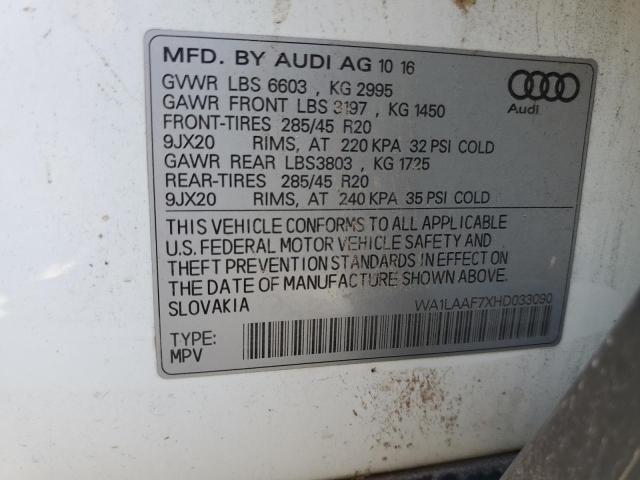 MFD. BY AUDI AG 10 16
GVWR LBS 6603 , KG 2995
GAWR FRONT LBS 3197 , KG 1450
FRONT-TIRES 285/45 R20
9JX20 RIMS, AT 220 KPA 32 PSI COLD
GAWR REAR LBS3803 , KG 1725
REAR-TIRES 285/45 R20
9JX20 RIMS, AT 240 KPA 35 PSI COLD
Audi
THIS VEHICLE CONFORMS TO ALL APPLICABLE
U.S. FEDERAL MOTOR VEHICLE SAFETY AND
THEFT PREVENTION STANDARDS IN EFFECT ON
THE DATE OF MANUFACTURE SHOWN ABOVE.
SLOVAKIA
WA1LAAF7XHD033090
TYPE:
MPV